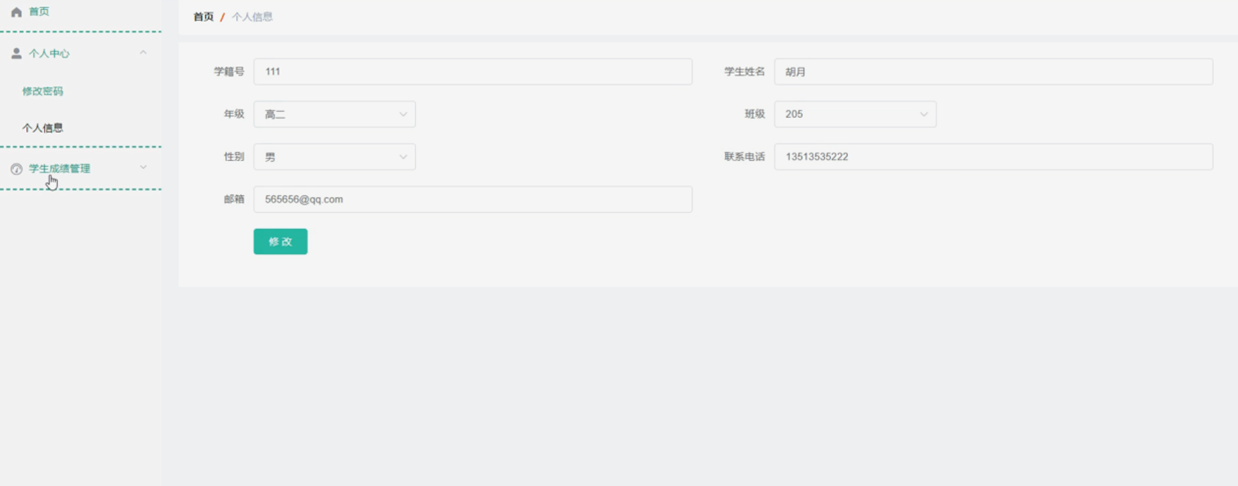 首页
个人中心
修改密码
个人信息
学生成绩管理
首页 / 个人信息
学籍号 111 学生姓名 胡月
年级 高二 班级 205
性别 男 联系电话 13513535222
邮箱 565656@qq.com
修 改